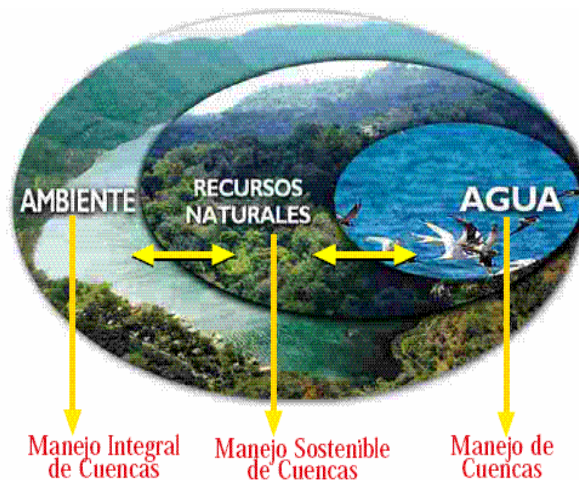 AMBIENTE
RECURSOS
NATURALES
AGUA
Manejo Integral
de Cuencas
Manejo Sostenible
de Cuencas
Manejo de
Cuencas